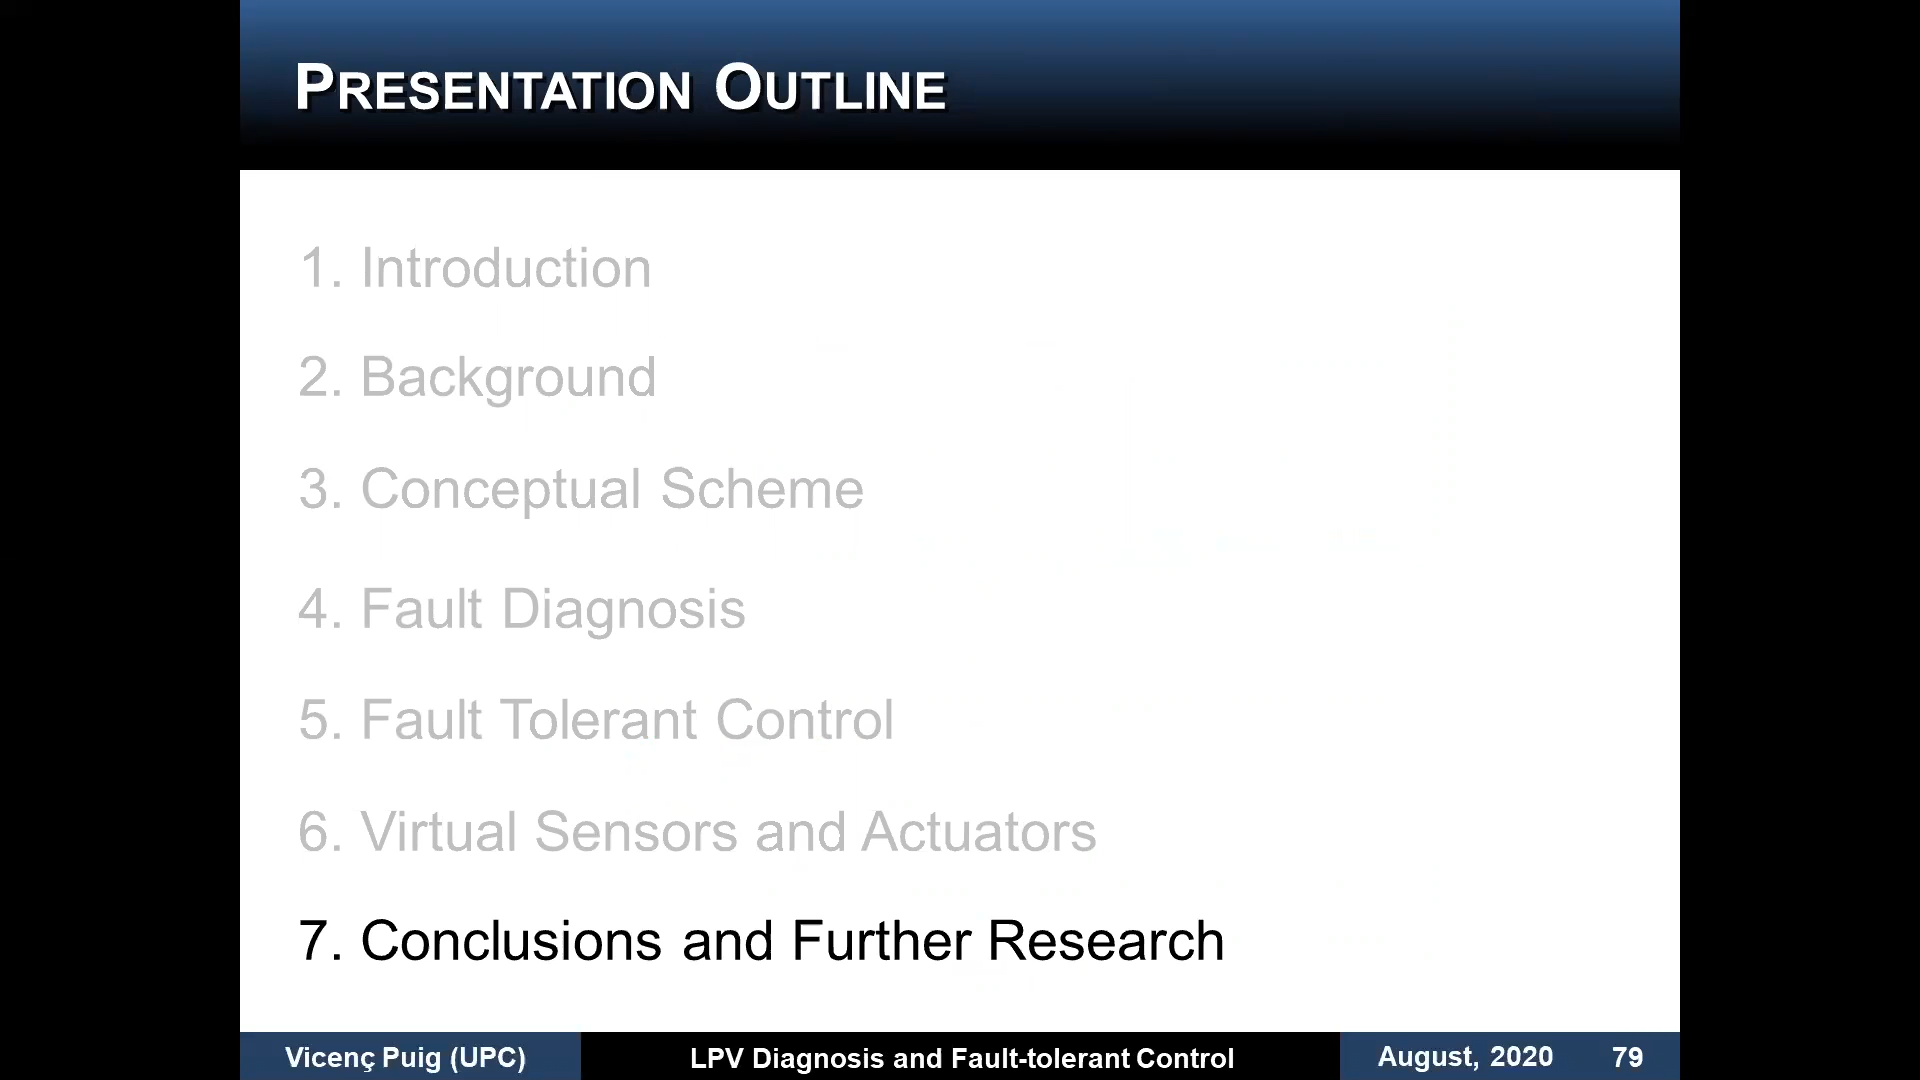 PRESENTATION OUTLINE
1. Introduction
2. Background
3. Conceptual Scheme
4. Fault Diagnosis
5. Fault Tolerant Control
6. Virtual Sensors and Actuators
7. Conclusions and Further Research
Vicenç Puig (UPC) LPV Diagnosis and Fault-tolerant Control August, 2020 79